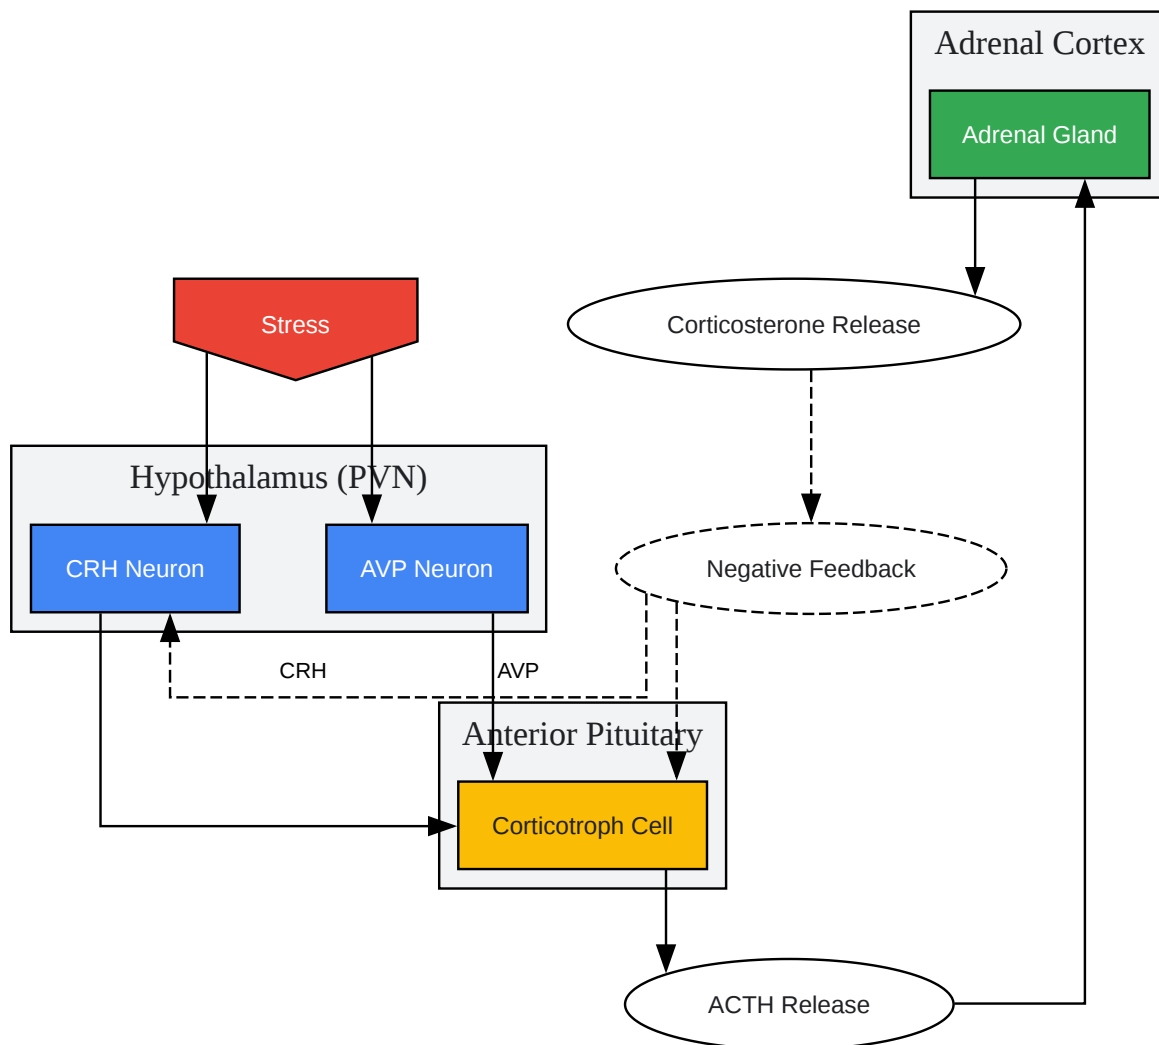 Adrenal Cortex
Adrenal Gland
Stress
Corticosterone Release
Hypothalamus (PVN)
CRH Neuron
AVP Neuron
Negative Feedback
CRH
AVP
Anterior Pituitary
Corticotroph Cell
ACTH Release